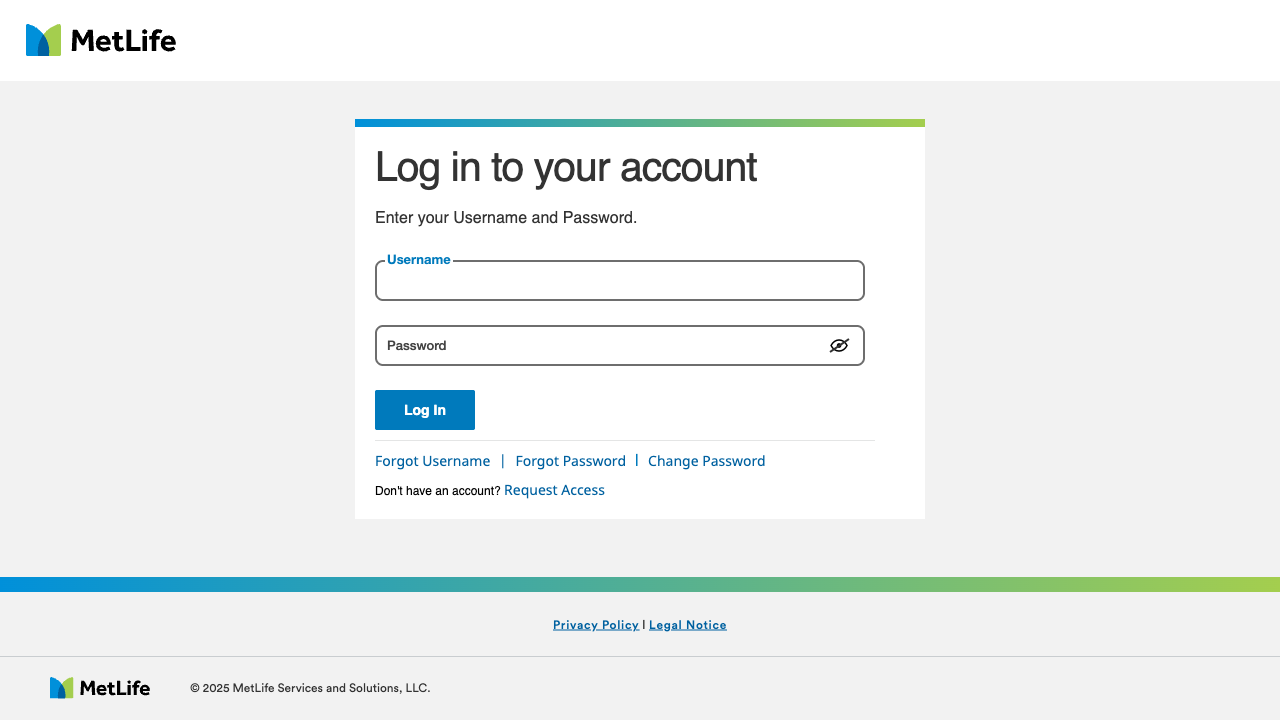 MetLife
Log in to your account
Enter your Username and Password.
Username
Password
Log In
Forgot Username | Forgot Password | Change Password
Don't have an account? Request Access
Privacy Policy | Legal Notice
MetLife © 2025 MetLife Services and Solutions, LLC.